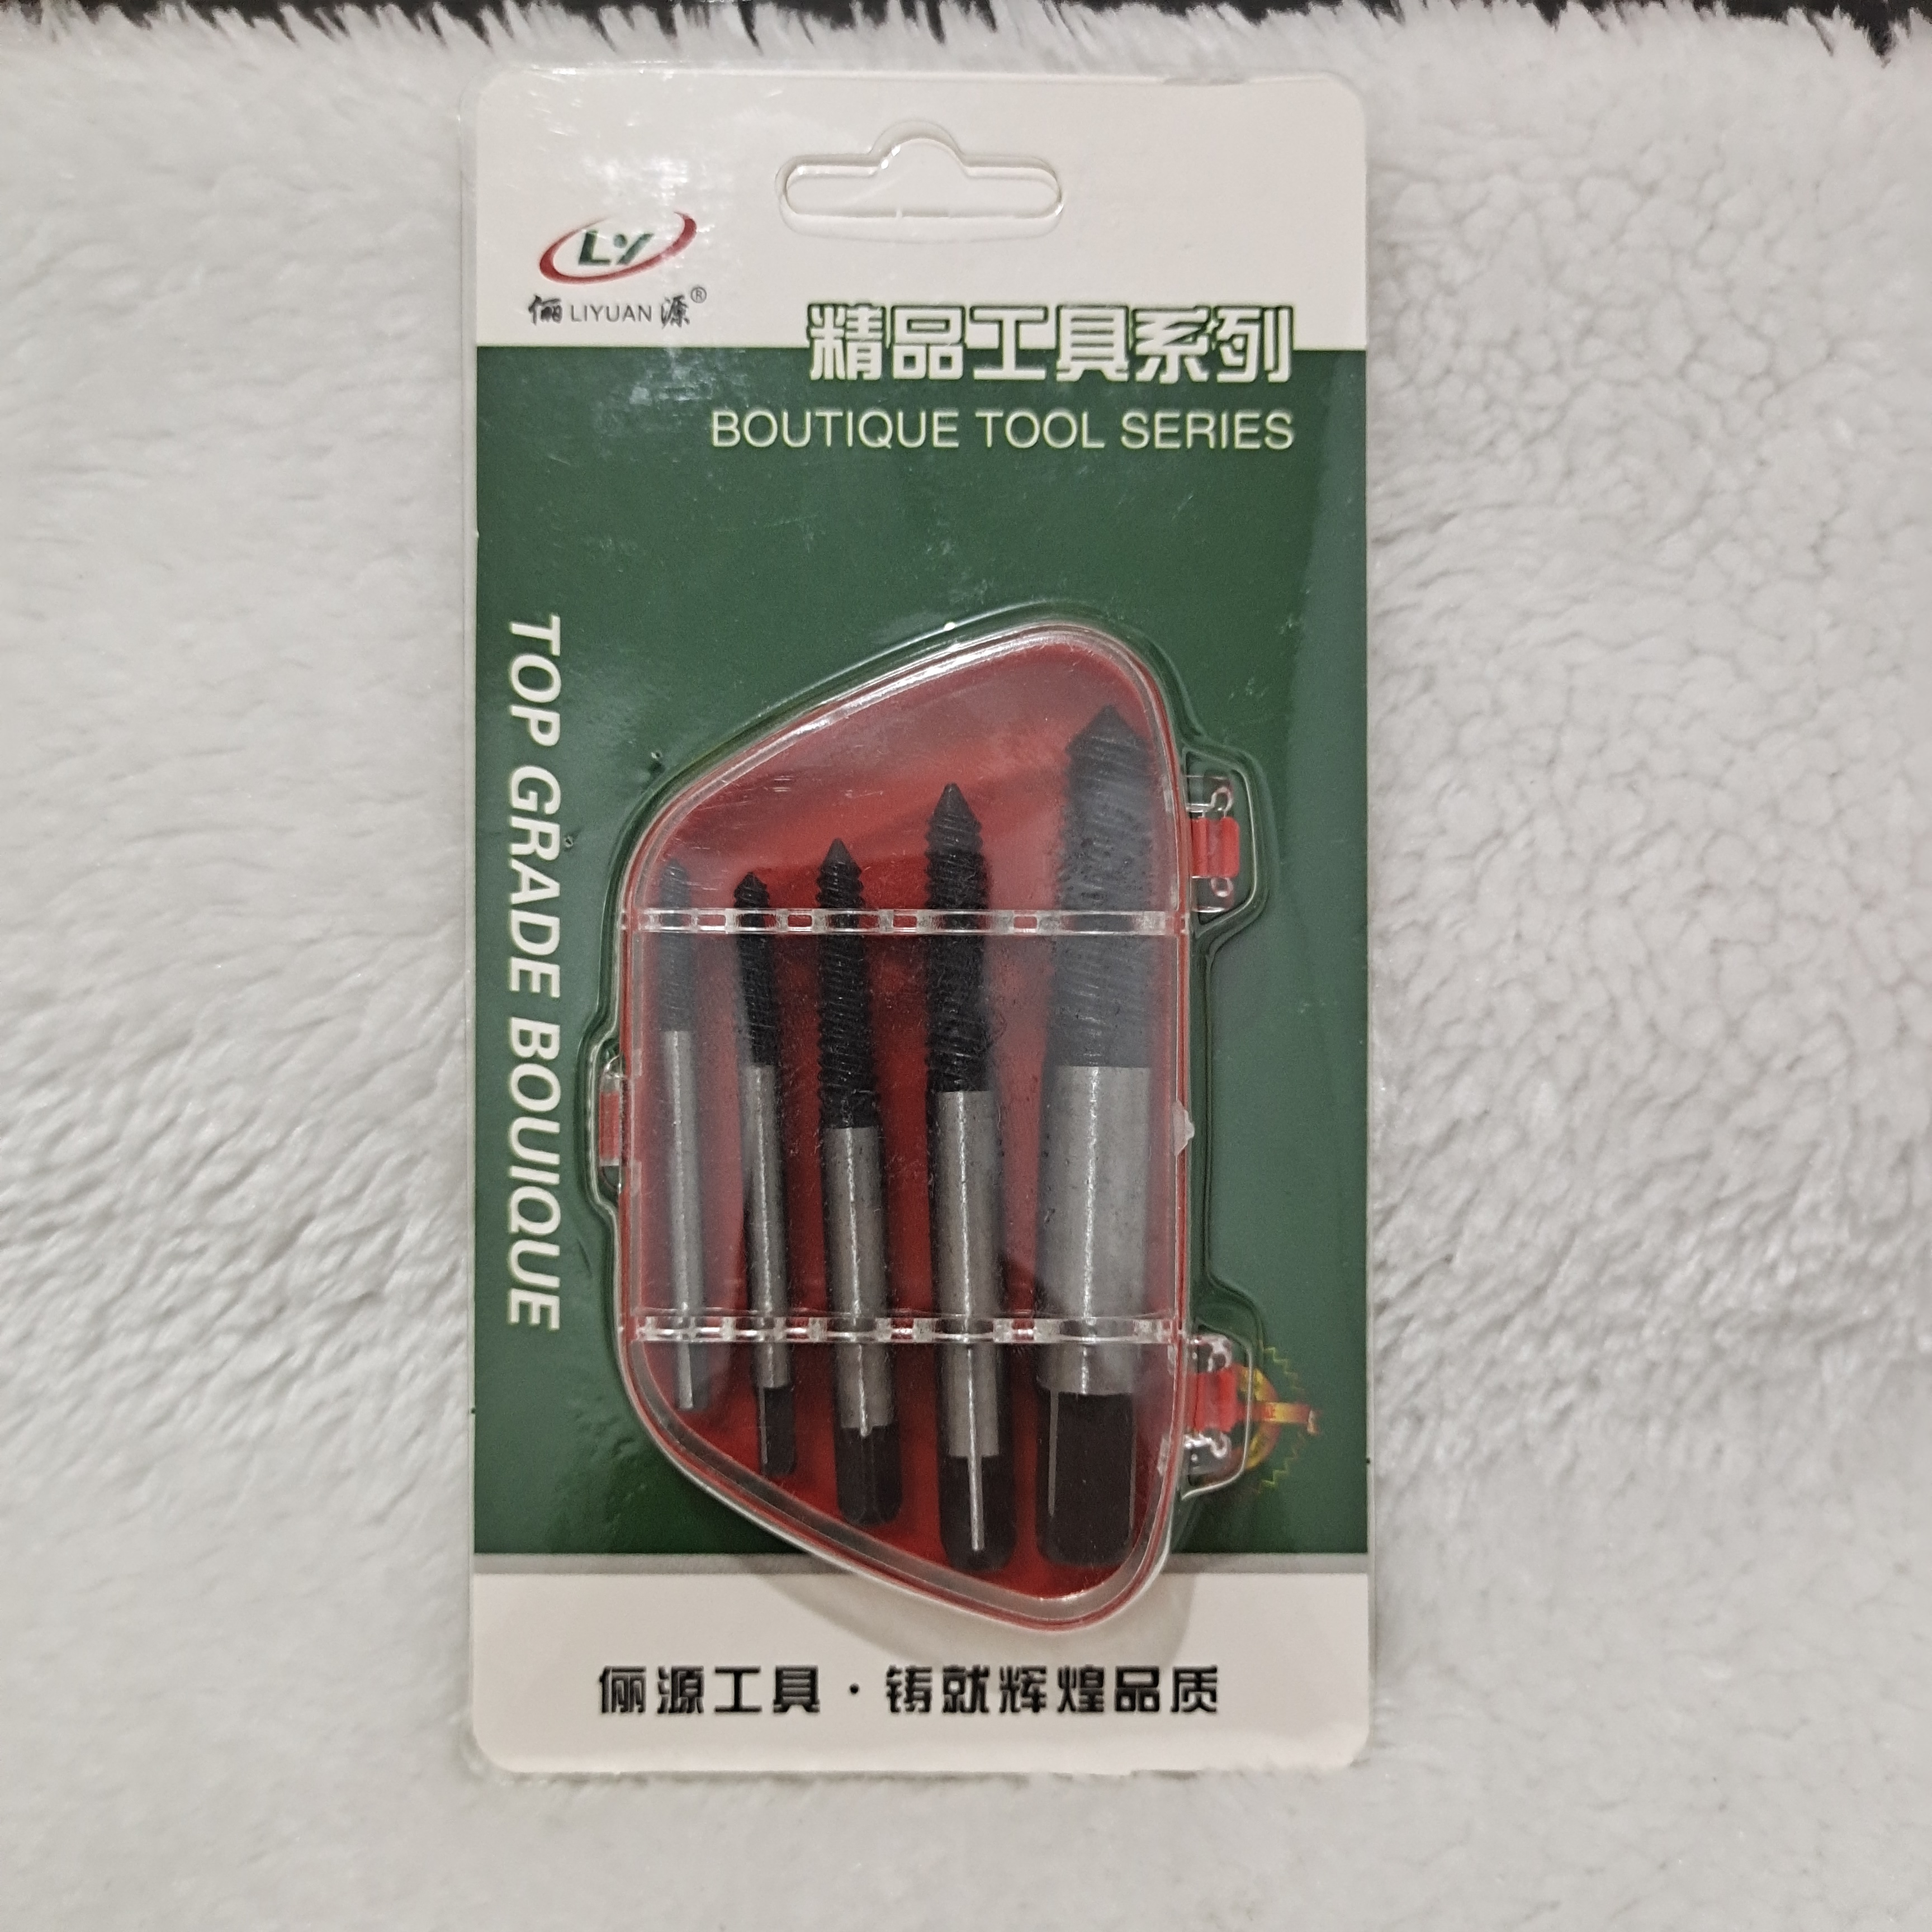 LY
俪 LIYUAN 源®
精品工具系列
BOUTIQUE TOOL SERIES
TOP GRADE BOUIQUE
俪源工具·铸就辉煌品质